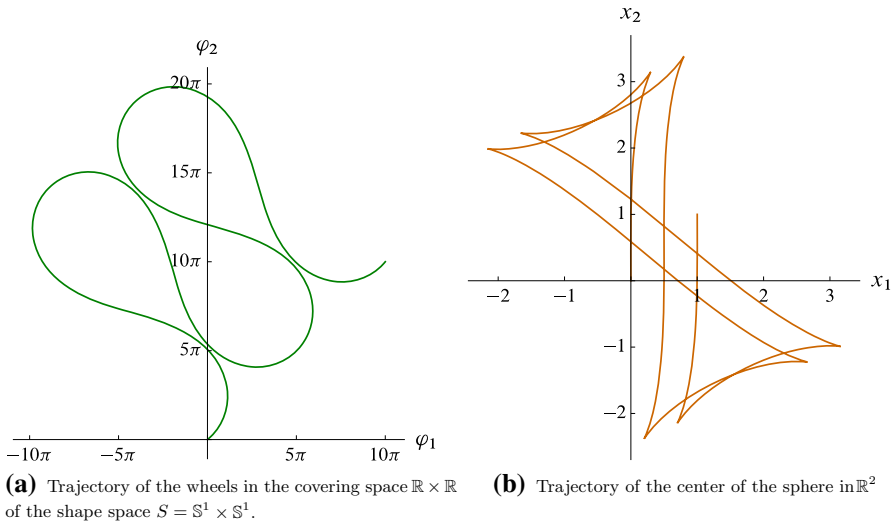 φ₂
20π
15π
10π
5π
−10π −5π 5π 10π φ₁
x₂
3
2
1
−2 −1 1 2 3 x₁
−1
−2
(a) Trajectory of the wheels in the covering space ℝ × ℝ
of the shape space S = 𝕊¹ × 𝕊¹.
(b) Trajectory of the center of the sphere in ℝ²